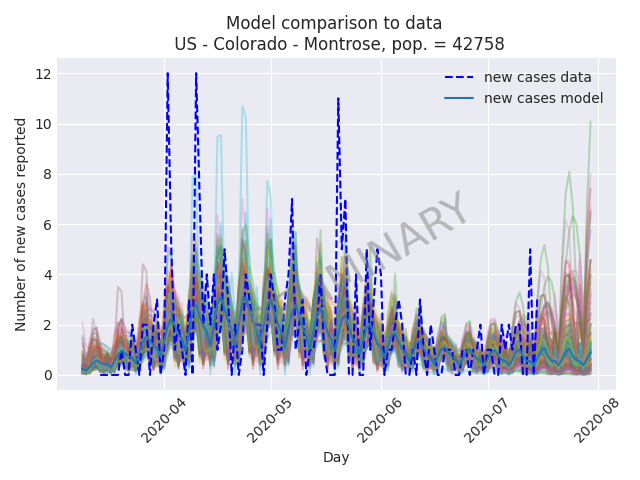 Model comparison to data
US - Colorado - Montrose, pop. = 42758
new cases data
new cases model
12
10
8
6
4
2
0
Number of new cases reported
2020-04
2020-05
2020-06
2020-07
2020-08
Day